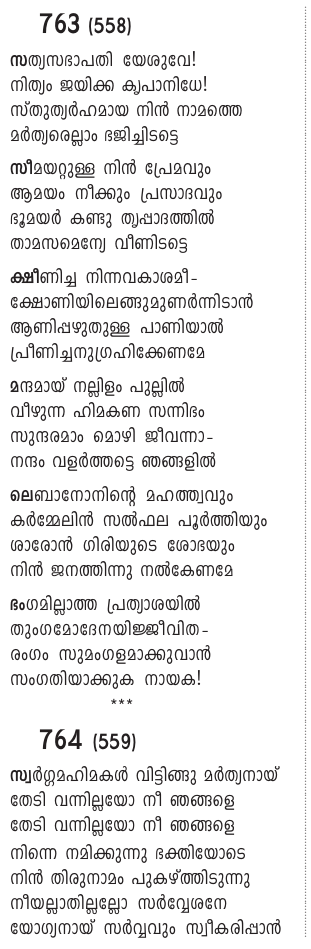 763 (558)
സത്യസഭാപതി യേശുവേ!
നിത്യം ജയിക്ക കൃപാനിധേ!
സ്തുത്വർഹമായ നിൻ നാമത്തെ
മർത്യരെല്ലാം ഭജിച്ചിടട്ടെ
സീമയറ്റുള്ള നിൻ പ്രേമവും
ആമയം നീക്കും പ്രസാദവും
ഭൂമയർ കണ്ടു തൃപ്പാദത്തിൽ
താമസമെന്യേ വീണിടട്ടെ
ക്ഷീണിച്ച നിന്നവകാശമീ-
ക്ഷോണിയിലെങ്ങുമുണർന്നിടാൻ
ആണിപ്പഴുതുള്ള പാണിയാൽ
പ്രീണിച്ചനുഗ്രഹിക്കേണമേ
മന്ദമായ് നല്ലിളം പുല്ലിൽ
വീഴുന്ന ഹിമകണ സന്നിഭം
സുന്ദരമാം മൊഴി ജീവന്നാ-
നന്ദം വളർത്തട്ടെ ഞങ്ങളിൽ
ലെബാനോനിന്റെ മഹത്ത്വവും
കർമ്മേലിൻ സൽഫല പൂർത്തിയും
ശാരോൻ ഗിരിയുടെ ശോഭയും
നിൻ ജനത്തിന്നു നൽകേണമേ
ഭംഗമില്ലാത്ത പ്രത്യാശയിൽ
തുംഗമോദേനയിജ്ജീവിത-
രംഗം സുമംഗളമാക്കുവാൻ
സംഗതിയാക്കുക നായക!
***
764 (559)
സ്വർഗ്ഗമഹിമകൾ വിട്ടിങ്ങു മർത്യനായ്
തേടി വന്നില്ലയോ നീ ഞങ്ങളെ
തേടി വന്നില്ലയോ നീ ഞങ്ങളെ
നിന്നെ നമിക്കുന്നു ഭക്തിയോടെ
നിൻ തിരുനാമം പുകഴ്ത്തിടുന്നു
നീയല്ലാതില്ലല്ലോ സർവ്വേശനേ
യോഗ്യനായ് സർവ്വവും സ്വീകരിപ്പാൻ